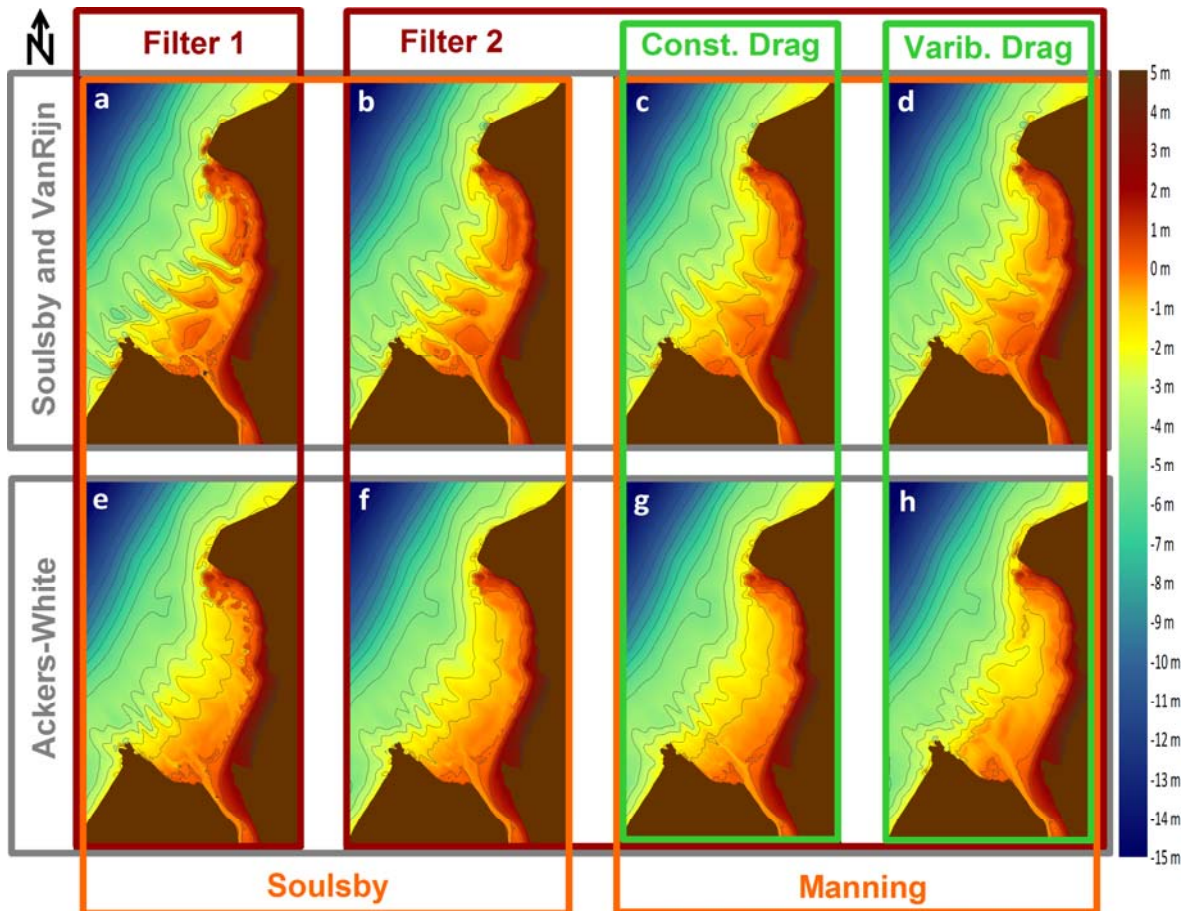 N
Filter 1
Filter 2
Const. Drag
Varib. Drag
Soulsby and VanRijn
a
b
c
d
Ackers-White
e
f
g
h
Soulsby
Manning
5 m
4 m
3 m
2 m
1 m
0 m
-1 m
-2 m
-3 m
-4 m
-5 m
-6 m
-7 m
-8 m
-9 m
-10 m
-11 m
-12 m
-13 m
-14 m
-15 m